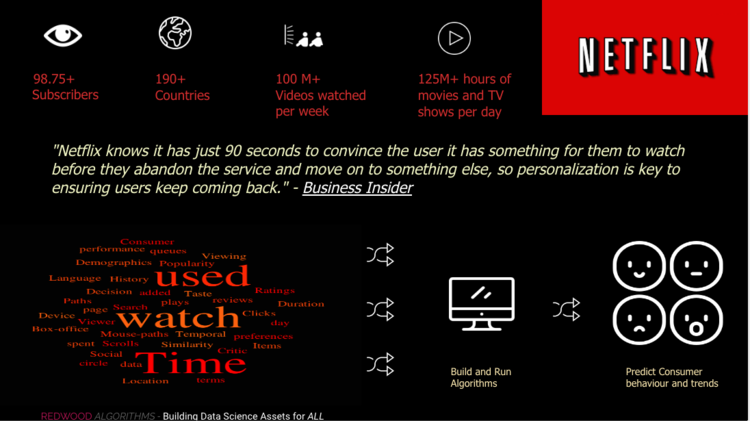 NETFLIX
98.75+
Subscribers
190+
Countries
100 M+
Videos watched
per week
125M+ hours of
movies and TV
shows per day
"Netflix knows it has just 90 seconds to convince the user it has something for them to watch
before they abandon the service and move on to something else, so personalization is key to
ensuring users keep coming back." - Business Insider
Consumer
performance queues
Viewing
Demographics Popularity
used
Language History
Ratings
Decision added Taste
Paths
plays
reviews
Duration
page Search
Device
watch
Clicks
Viewer
day
Box-office
Mouse-paths Temporal preferences
spent Scrolls
Similarity
Items
Social
Critic
circle data
Time
Location
terms
Build and Run
Algorithms
Predict Consumer
behaviour and trends
REDWOOD ALGORITHMS - Building Data Science Assets for ALL